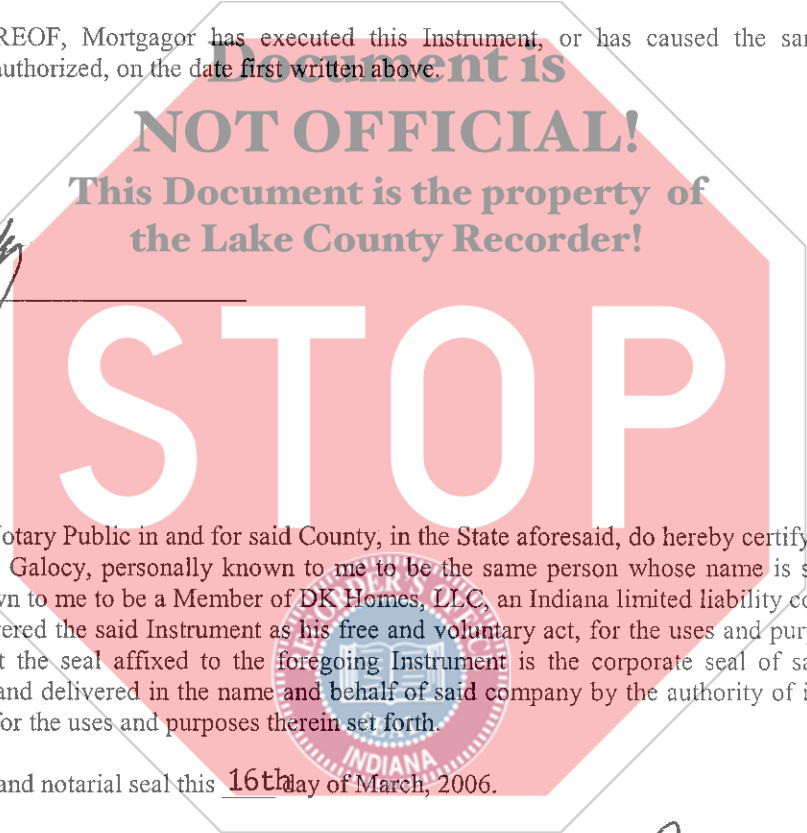 REOF, Mortgagor has executed this Instrument, or has caused the sa
uthorized, on the date first written above.
Document is
NOT OFFICIAL!
This Document is the property of
the Lake County Recorder!
STOP
otary Public in and for said County, in the State aforesaid, do hereby certify
Galocy, personally known to me to be the same person whose name is s
vn to me to be a Member of DK Homes, LLC, an Indiana limited liability co
ered the said Instrument as his free and voluntary act, for the uses and pur
t the seal affixed to the foregoing Instrument is the corporate seal of sa
and delivered in the name and behalf of said company by the authority of i
for the uses and purposes therein set forth.
SEAL
INDIANA
and notarial seal this 16th day of March, 2006.